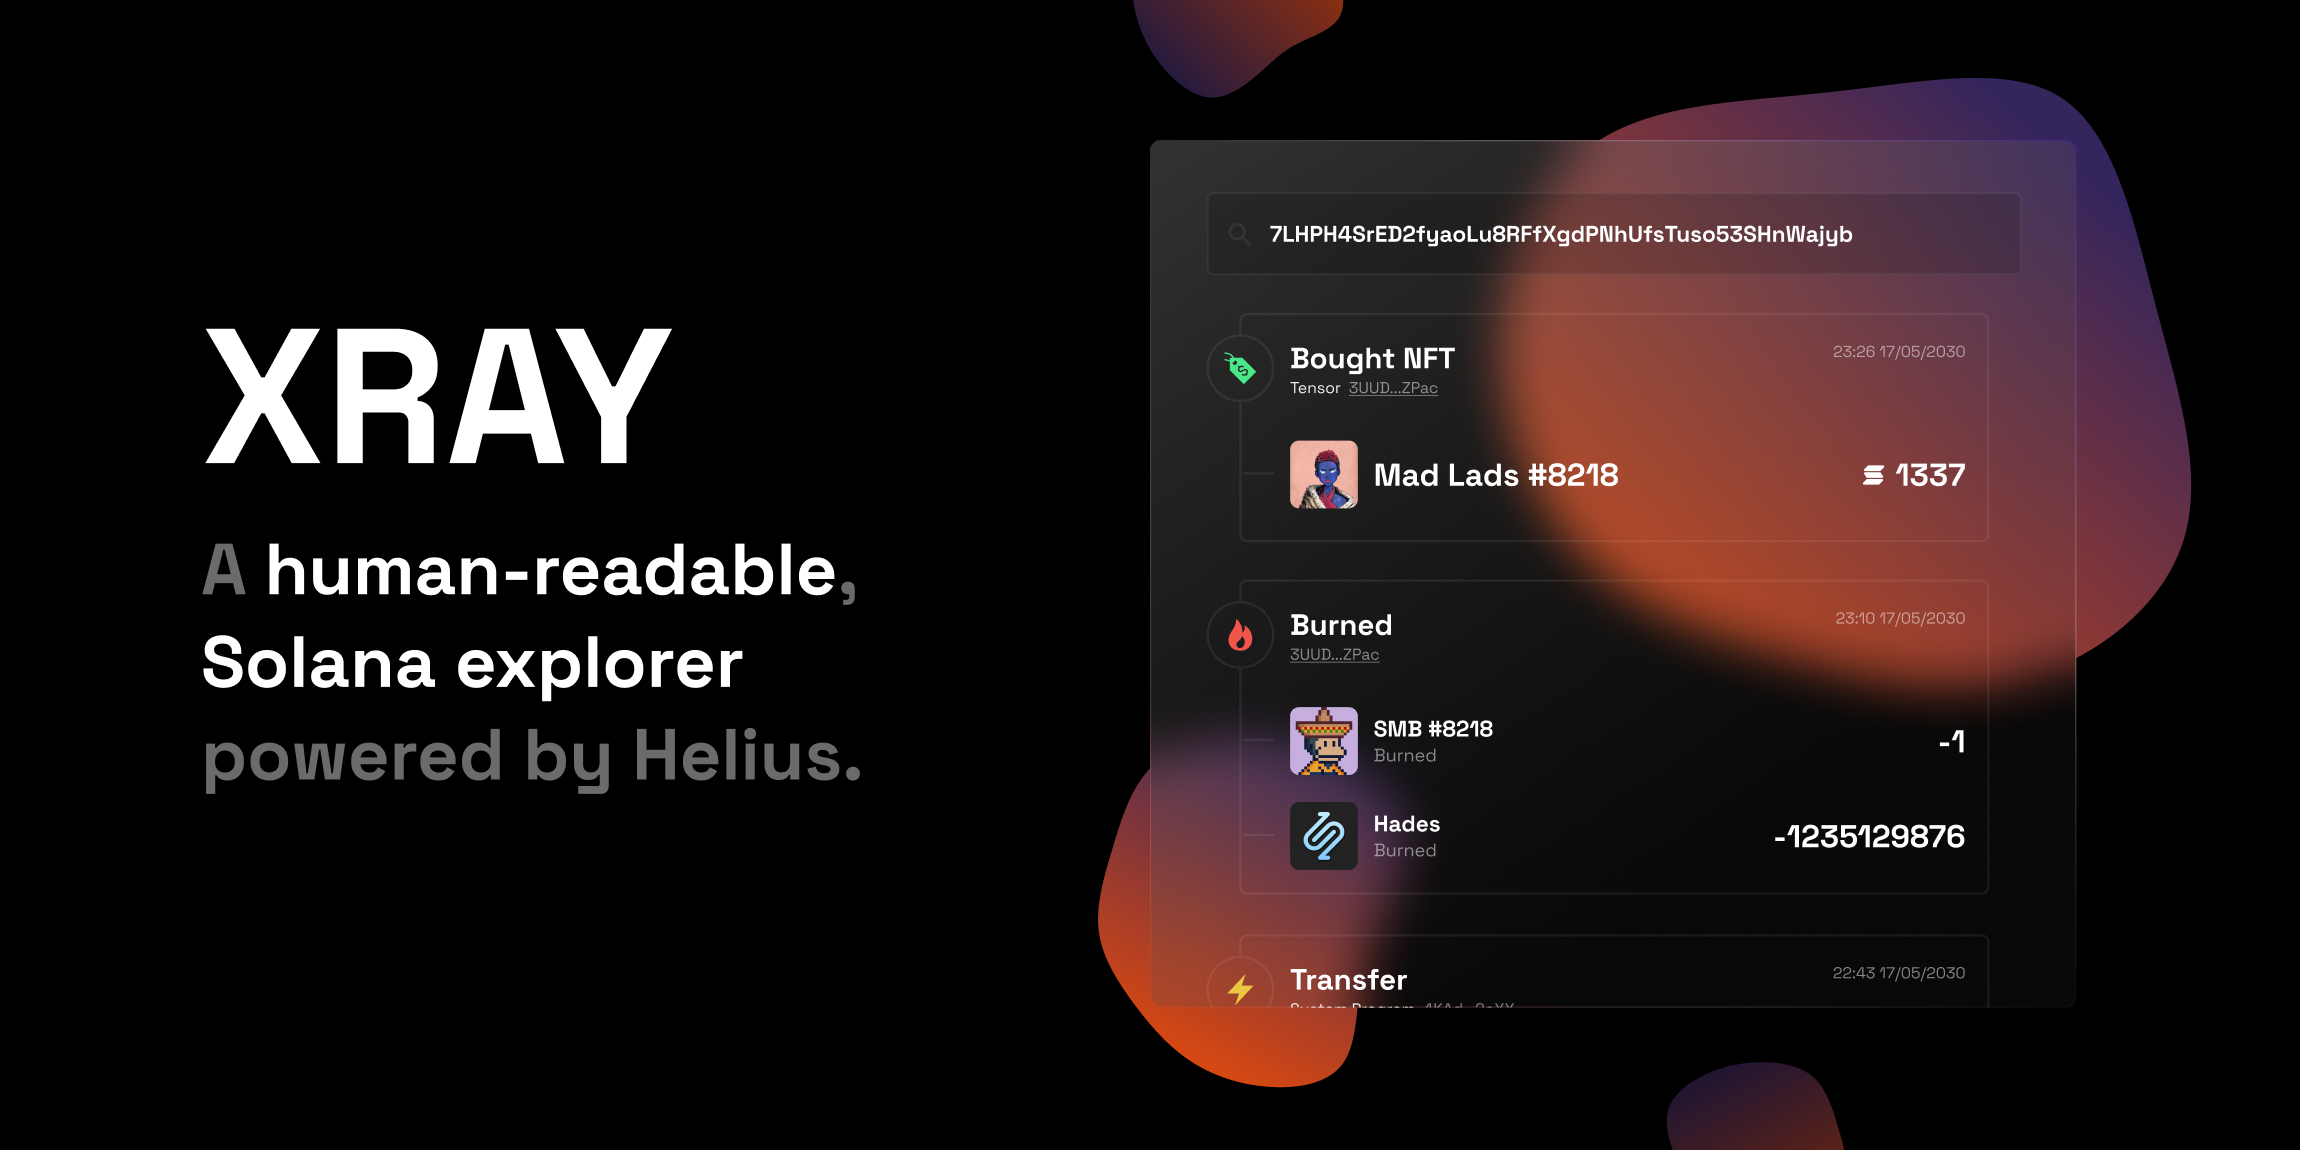 XRAY
A human-readable,
Solana explorer
powered by Helius.
7LHPH4SrED2fyaoLu8RFfXgdPNhUfsTuso53SHnWajyb
Bought NFT
23:26 17/05/2030
Tensor 3UUD...ZPac
Mad Lads #8218
1337
Burned
23:10 17/05/2030
3UUD...ZPac
SMB #8218
Burned
-1
Hades
Burned
-1235129876
Transfer
22:43 17/05/2030
System Program